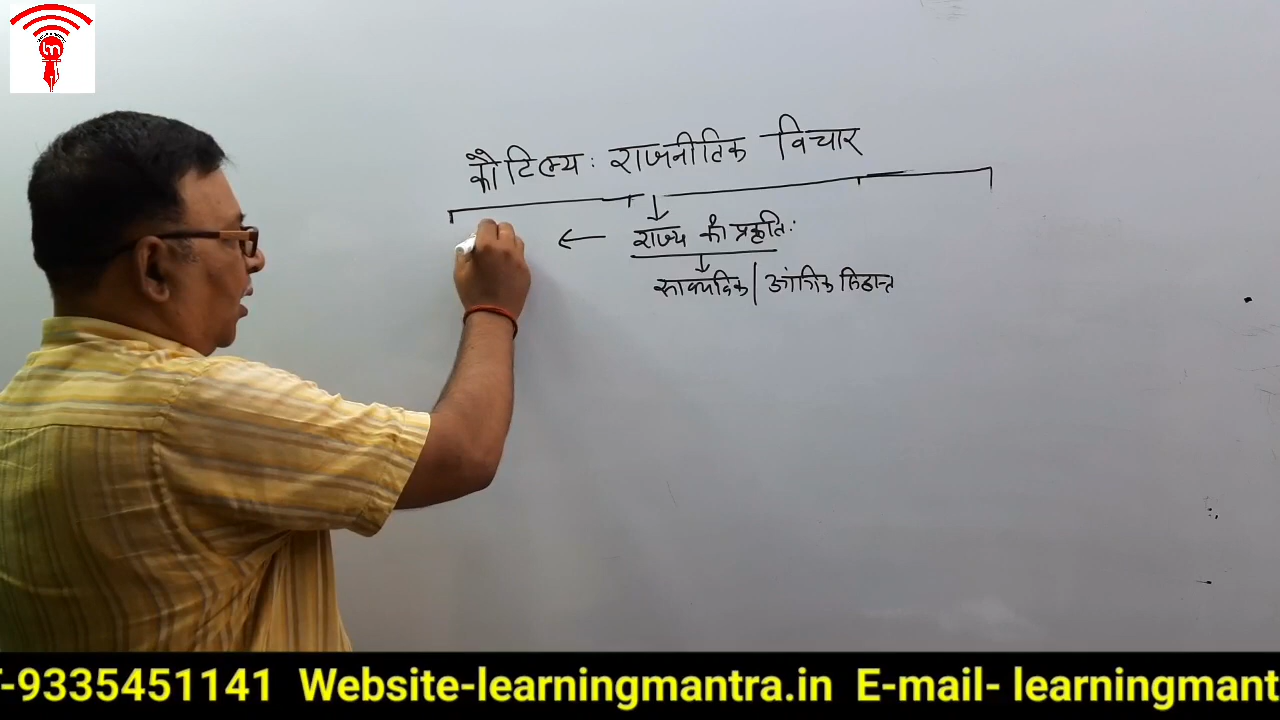 कौटिल्य : राजनीतिक विचार
राज्य की प्रकृति :
सावयविक / आंगिक सिद्धान्त
-9335451141 Website-learningmantra.in E-mail- learningmant